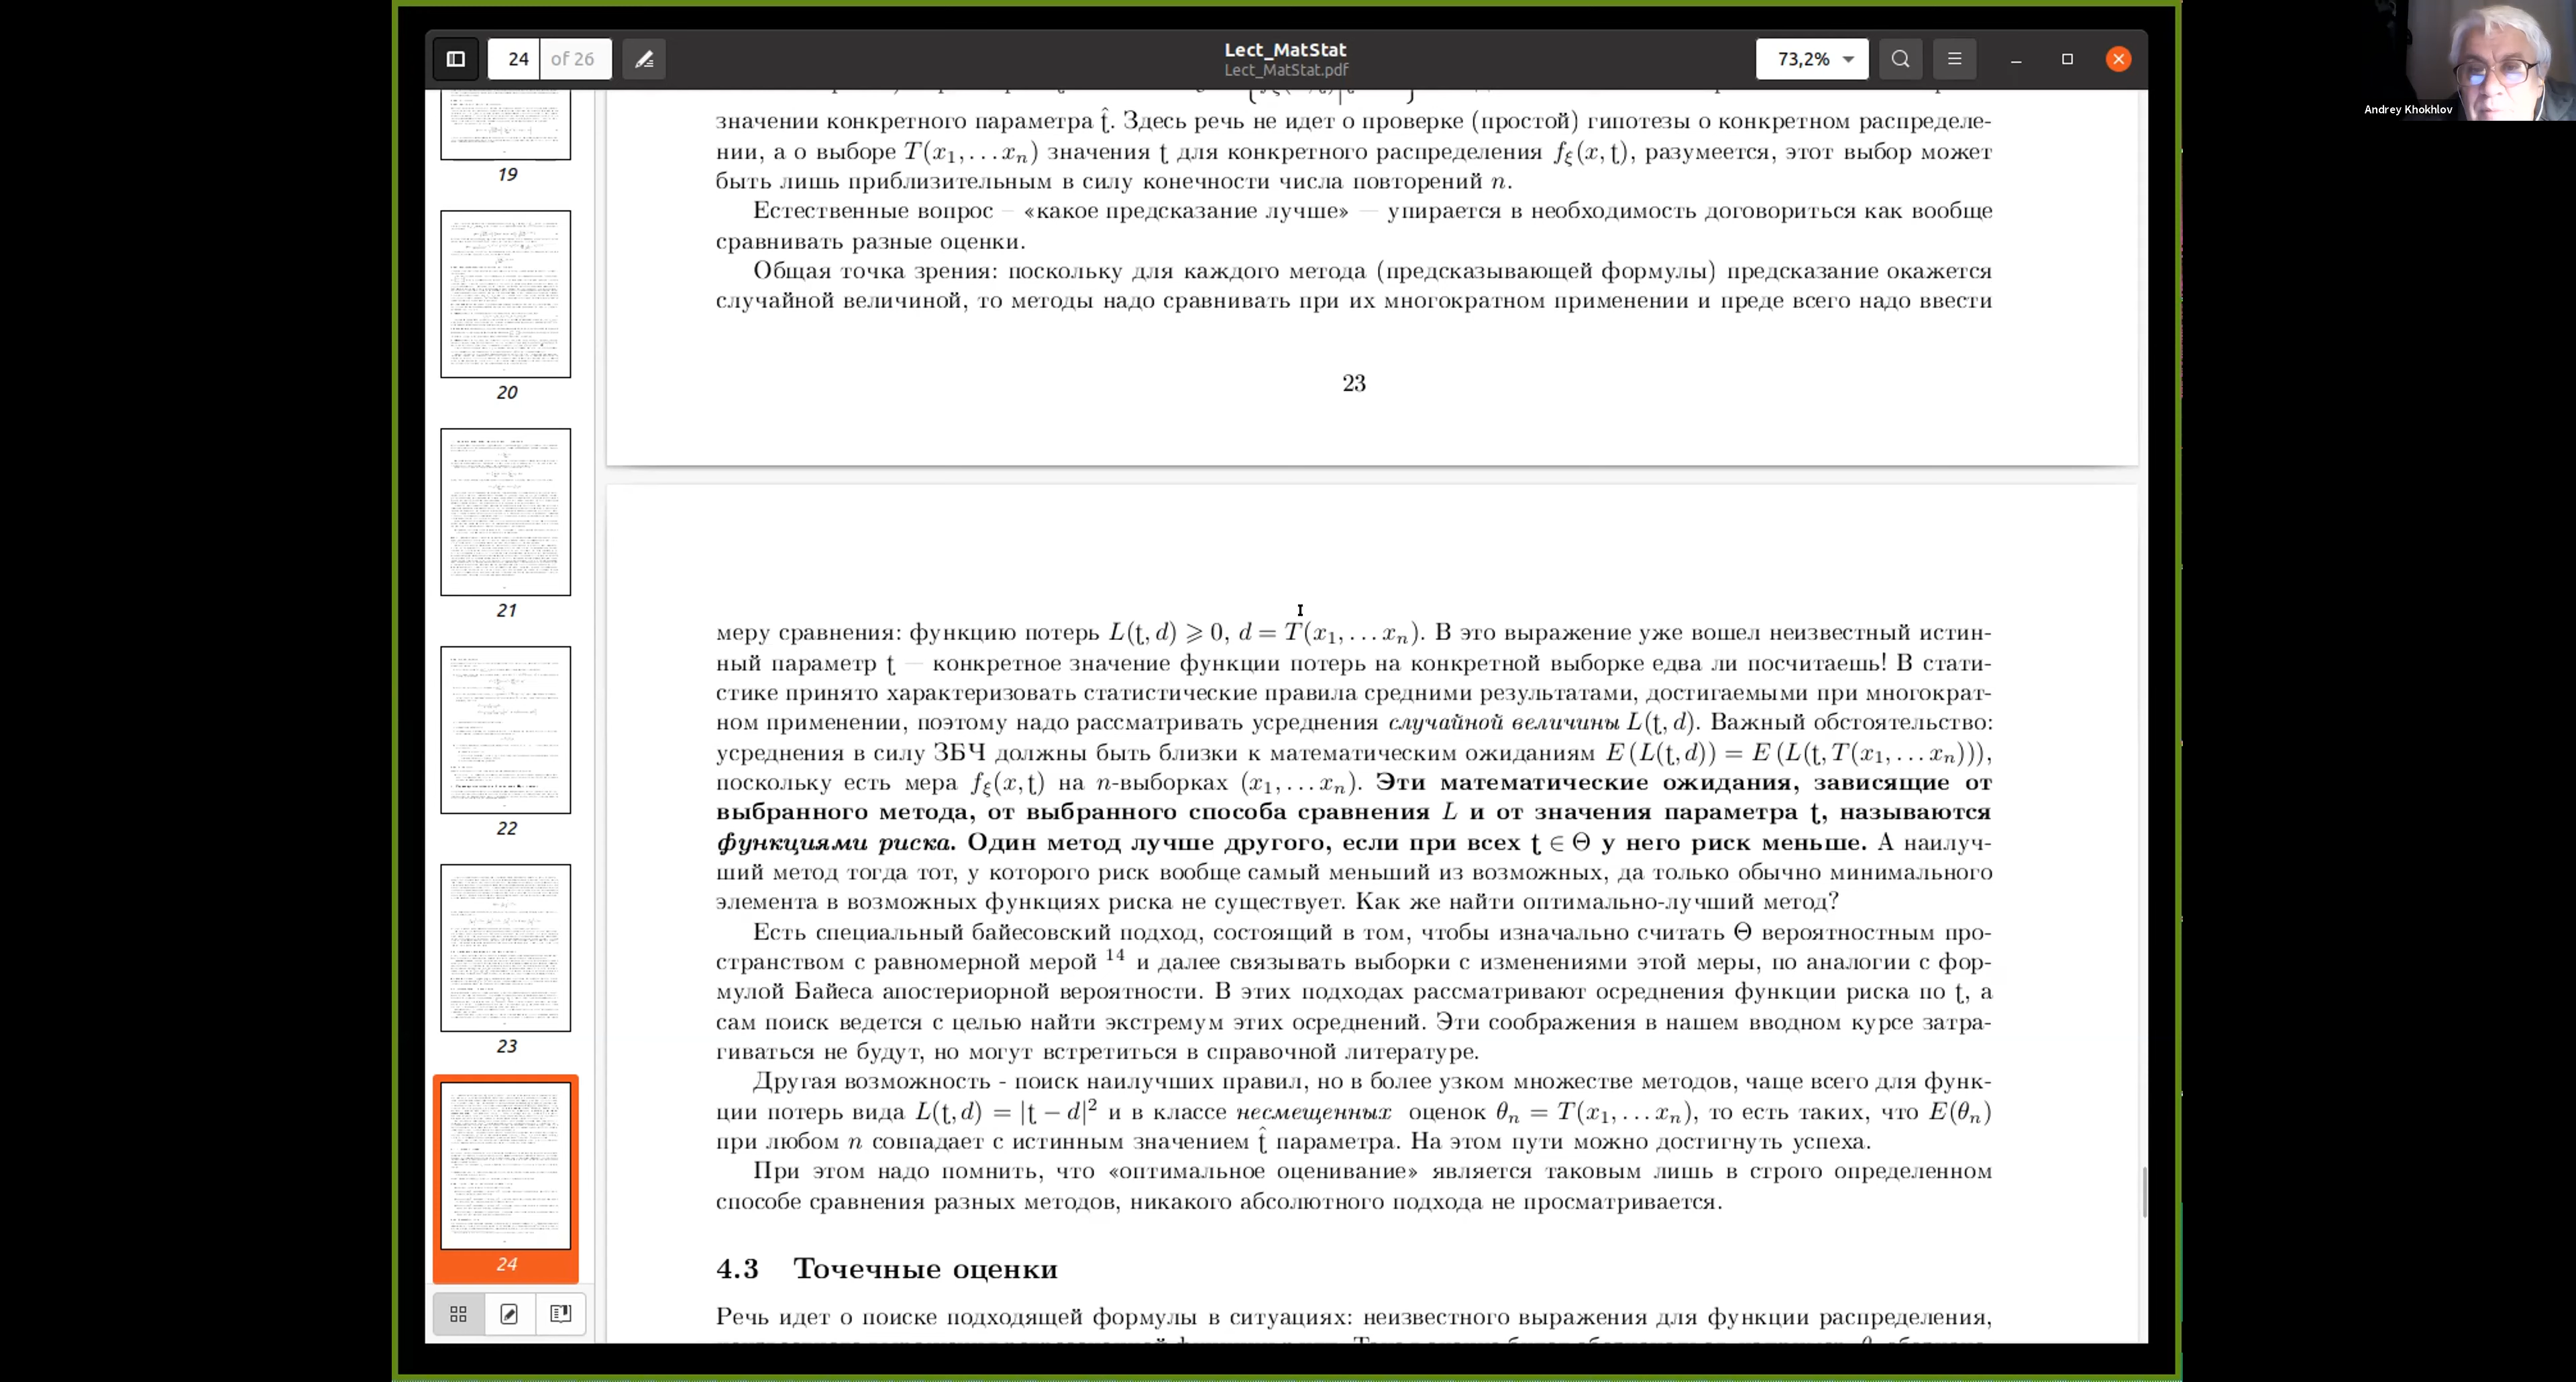 24 of 26
Lect_MatStat
Lect_MatStat.pdf
73,2%
Andrey Khokhlov
19
20
21
22
23
24
значении конкретного параметра t̂. Здесь речь не идет о проверке (простой) гипотезы о конкретном распределе-
нии, а о выборе T(x₁, . . . xₙ) значения ţ для конкретного распределения f_ξ(x, ţ), разумеется, этот выбор может
быть лишь приблизительным в силу конечности числа повторений n.
Естественные вопрос – «какое предсказание лучше» — упирается в необходимость договориться как вообще
сравнивать разные оценки.
Общая точка зрения: поскольку для каждого метода (предсказывающей формулы) предсказание окажется
случайной величиной, то методы надо сравнивать при их многократном применении и преде всего надо ввести
23
меру сравнения: функцию потерь L(ţ, d) ⩾ 0, d = T(x₁, . . . xₙ). В это выражение уже вошел неизвестный истин-
ный параметр ţ — конкретное значение функции потерь на конкретной выборке едва ли посчитаешь! В стати-
стике принято характеризовать статистические правила средними результатами, достигаемыми при многократ-
ном применении, поэтому надо рассматривать усреднения случайной величины L(ţ, d). Важный обстоятельство:
усреднения в силу ЗБЧ должны быть близки к математическим ожиданиям E (L(ţ, d)) = E (L(ţ, T(x₁, . . . xₙ))),
поскольку есть мера f_ξ(x, ţ) на n-выборках (x₁, . . . xₙ). Эти математические ожидания, зависящие от
выбранного метода, от выбранного способа сравнения L и от значения параметра ţ, называются
функциями риска. Один метод лучше другого, если при всех ţ ∈ Θ у него риск меньше. А наилуч-
ший метод тогда тот, у которого риск вообще самый меньший из возможных, да только обычно минимального
элемента в возможных функциях риска не существует. Как же найти оптимально-лучший метод?
Есть специальный байесовский подход, состоящий в том, чтобы изначально считать Θ вероятностным про-
странством с равномерной мерой ¹⁴ и далее связывать выборки с изменениями этой меры, по аналогии с фор-
мулой Байеса апостериорной вероятности. В этих подходах рассматривают осреднения функции риска по ţ, а
сам поиск ведется с целью найти экстремум этих осреднений. Эти соображения в нашем вводном курсе затра-
гиваться не будут, но могут встретиться в справочной литературе.
Другая возможность - поиск наилучших правил, но в более узком множестве методов, чаще всего для функ-
ции потерь вида L(ţ, d) = |ţ − d|² и в классе несмещенных оценок θₙ = T(x₁, . . . xₙ), то есть таких, что E(θₙ)
при любом n совпадает с истинным значением t̂ параметра. На этом пути можно достигнуть успеха.
При этом надо помнить, что «оптимальное оценивание» является таковым лишь в строго определенном
способе сравнения разных методов, никакого абсолютного подхода не просматривается.
4.3 Точечные оценки
Речь идет о поиске подходящей формулы в ситуациях: неизвестного выражения для функции распределения,